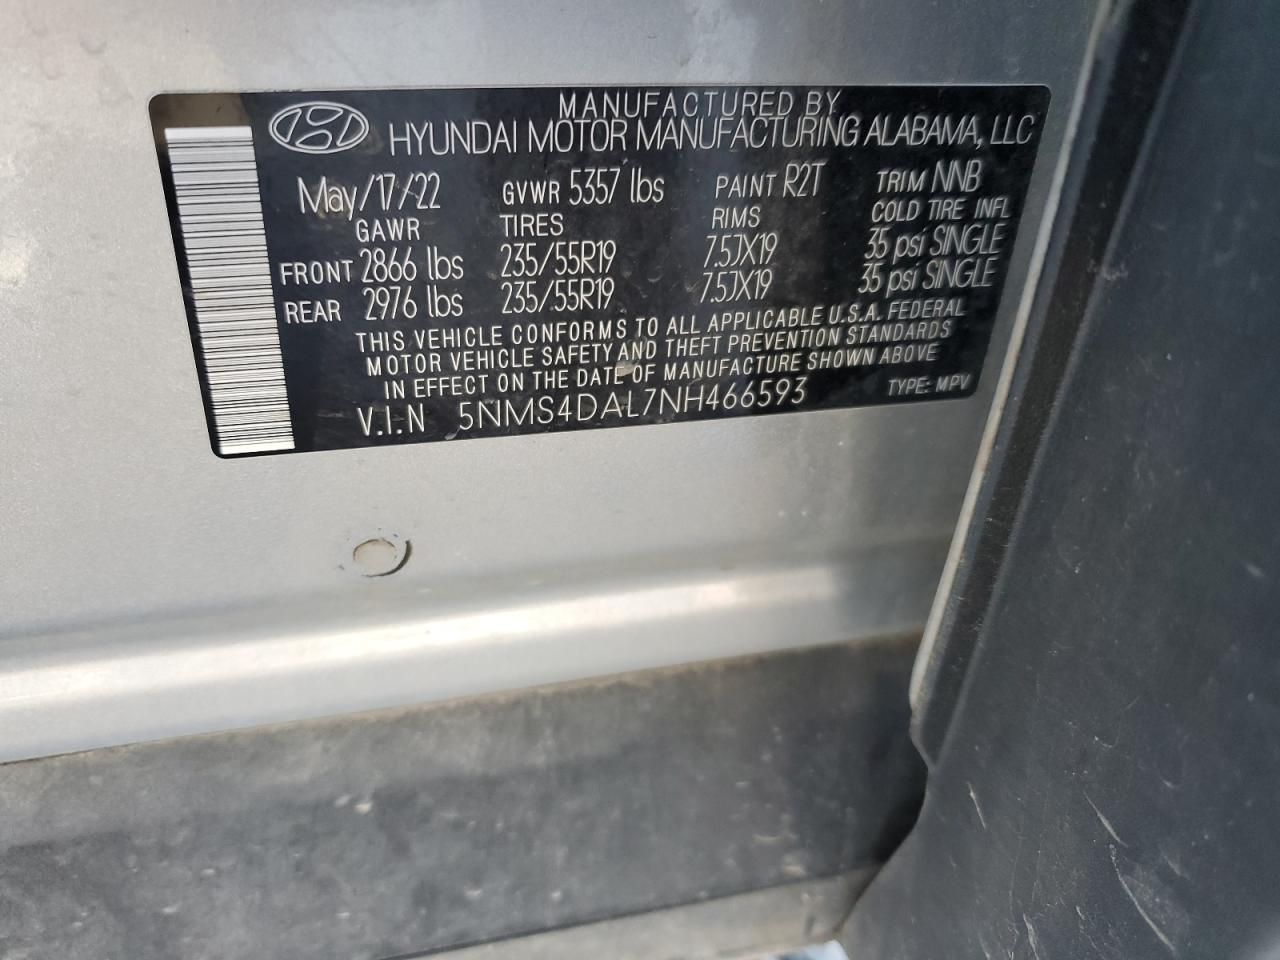 MANUFACTURED BY
HYUNDAI MOTOR MANUFACTURING ALABAMA, LLC
May/17/22 GVWR 5357 lbs PAINT R2T TRIM NNB
GAWR TIRES RIMS COLD TIRE INFL
FRONT 2866 lbs 235/55R19 7.5JX19 35 psi SINGLE
REAR 2976 lbs 235/55R19 7.5JX19 35 psi SINGLE
THIS VEHICLE CONFORMS TO ALL APPLICABLE U.S.A. FEDERAL
MOTOR VEHICLE SAFETY AND THEFT PREVENTION STANDARDS
IN EFFECT ON THE DATE OF MANUFACTURE SHOWN ABOVE
V.I.N 5NMS4DAL7NH466593 TYPE: MPV